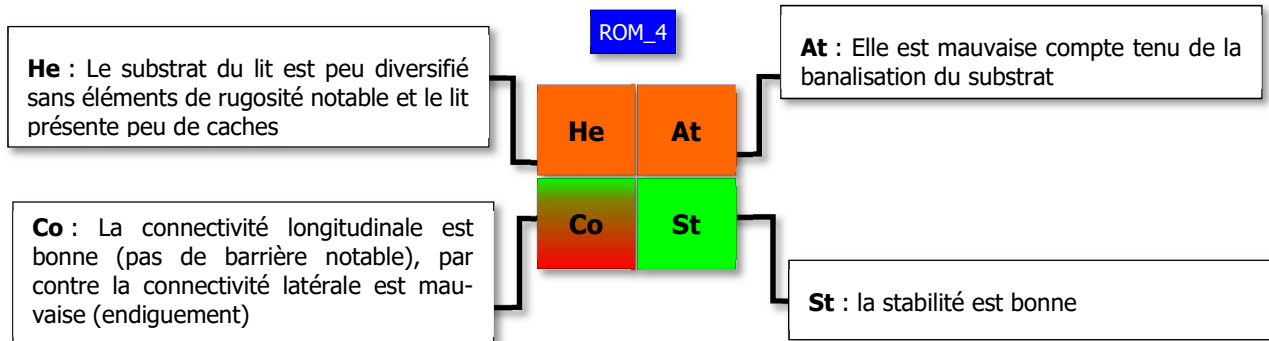 ROM_4
He : Le substrat du lit est peu diversifié
sans éléments de rugosité notable et le lit
présente peu de caches
At : Elle est mauvaise compte tenu de la
banalisation du substrat
He
At
Co
St
Co : La connectivité longitudinale est
bonne (pas de barrière notable), par
contre la connectivité latérale est mau-
vaise (endiguement)
St : la stabilité est bonne